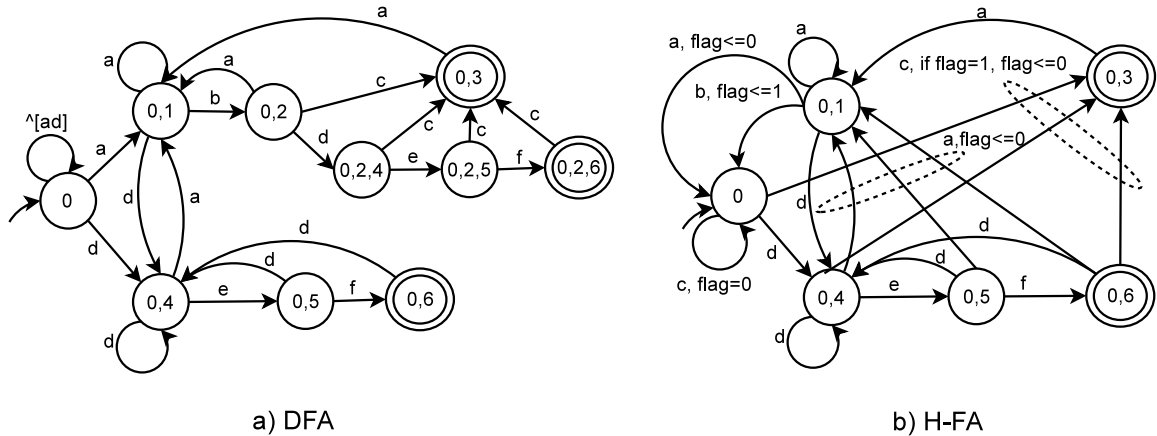 a
a
a
b
c
0,1
0,2
0,3
^[ad]
a
d
c
c
c
0
0,2,4
e
0,2,5
f
0,2,6
d
a
d
d
d
0,4
e
0,5
f
0,6
d
a) DFA
a
a, flag<=0
a
c, if flag=1, flag<=0
b, flag<=1
0,1
0,3
a,flag<=0
0
d
d
d
d
c, flag=0
0,4
e
0,5
f
0,6
d
b) H-FA